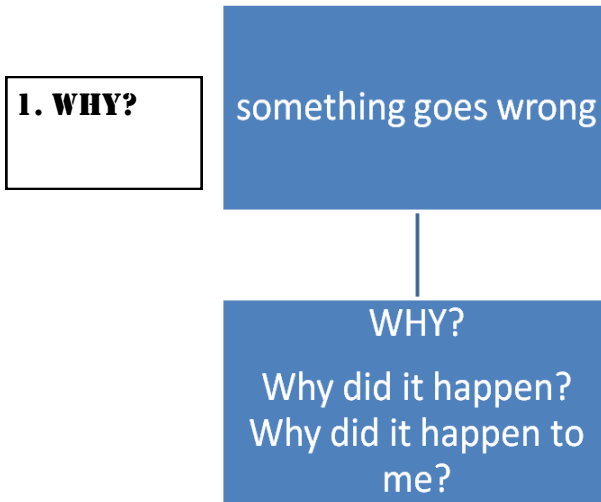 1. WHY?
something goes wrong
WHY?
Why did it happen?
Why did it happen to
me?